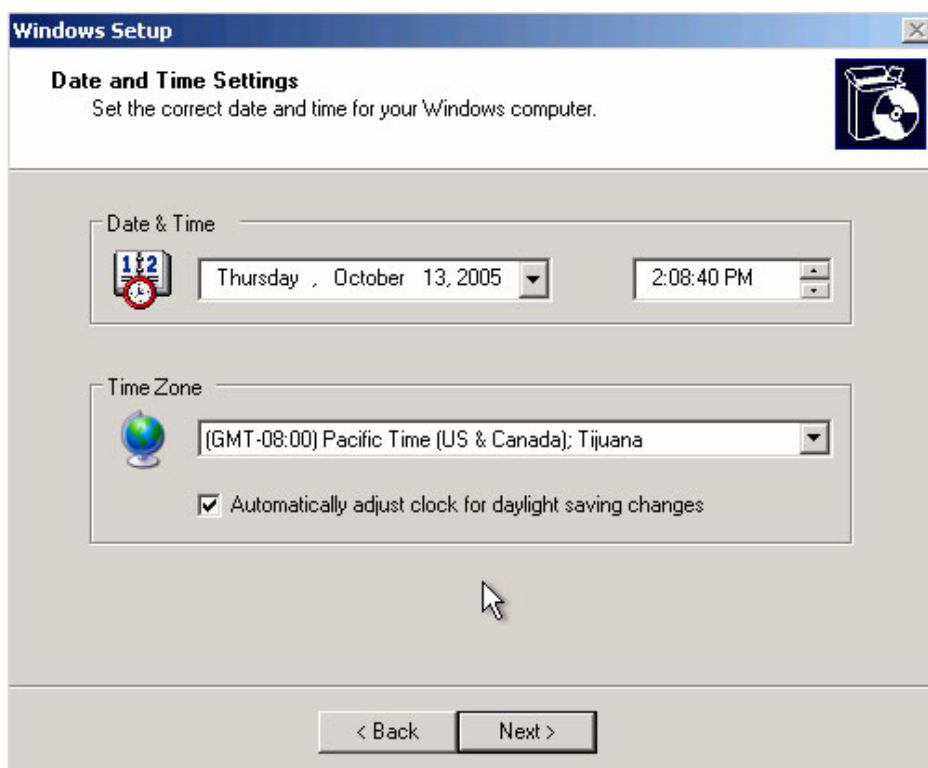 Windows Setup
Date and Time Settings
Set the correct date and time for your Windows computer.
Date & Time
12
Thursday , October 13, 2005
2:08:40 PM
Time Zone
(GMT-08:00) Pacific Time (US & Canada); Tijuana
Automatically adjust clock for daylight saving changes
< Back
Next >